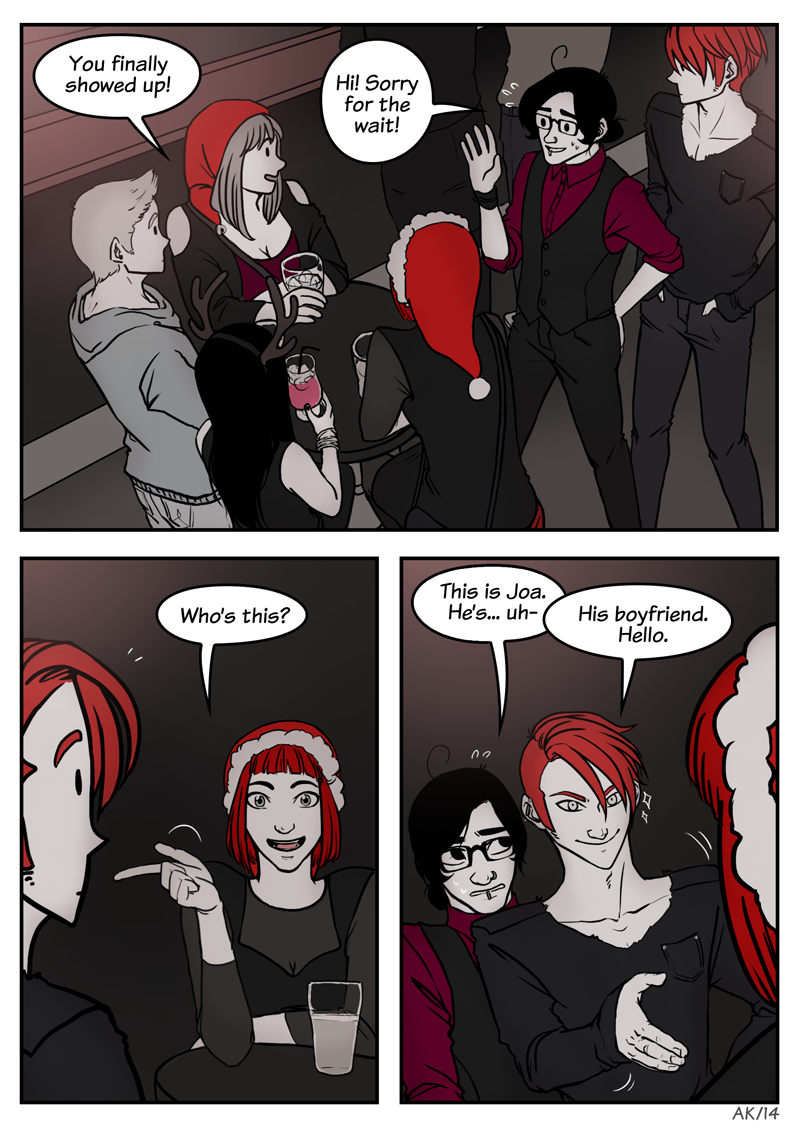 You finally
showed up!
Hi! Sorry
for the
wait!
Who's this?
This is Joa.
He's... uh-
His boyfriend.
Hello.
AK/14